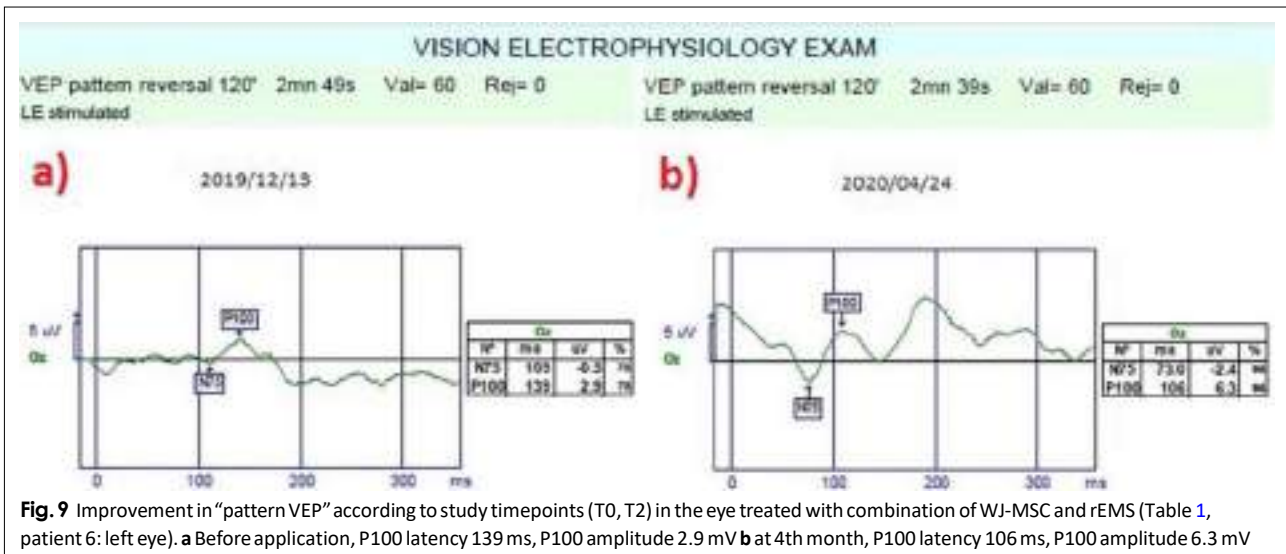 VISION ELECTROPHYSIOLOGY EXAM
VEP pattern reversal 120' 2mn 49s Val= 60 Rej= 0
LE stimulated
VEP pattern reversal 120' 2mn 39s Val= 60 Rej= 0
LE stimulated
a)
2019/12/13
b)
2020/04/24
P100
N75
5 uV
Oz
0 100 200 300 ms
Oz
N° ms uV %
N75 109 -0.3
P100 139 2.9
P100
N75
5 uV
Oz
0 100 200 300 ms
Oz
N° ms uV %
N75 73.0 -2.4
P100 106 6.3
Fig. 9 Improvement in “pattern VEP” according to study timepoints (T0, T2) in the eye treated with combination of WJ-MSC and rEMS (Table 1,
patient 6: left eye). a Before application, P100 latency 139 ms, P100 amplitude 2.9 mV b at 4th month, P100 latency 106 ms, P100 amplitude 6.3 mV